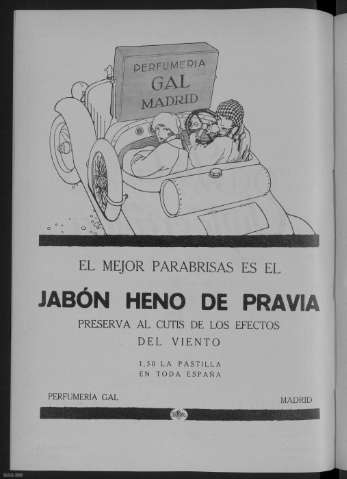 PERFUMERIA
GAL
MADRID
EL MEJOR PARABRISAS ES EL
JABÓN HENO DE PRAVIA
PRESERVA AL CUTIS DE LOS EFECTOS
DEL VIENTO
1,50 LA PASTILLA
EN TODA ESPAÑA
PERFUMERIA GAL MADRID